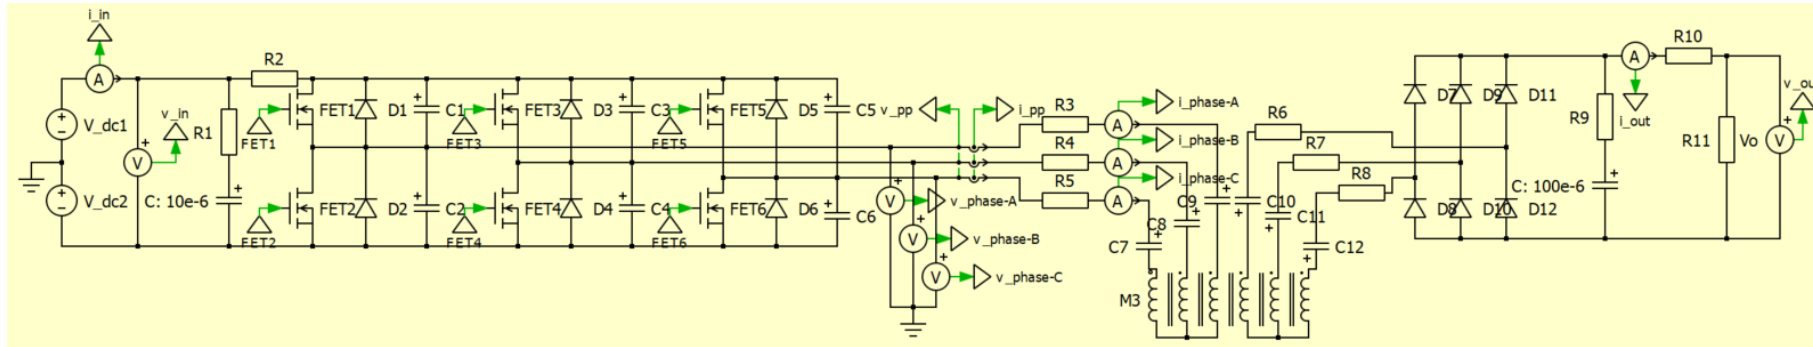 i_in
A
R2
V_dc1
v_in
R1
V
V_dc2
C: 10e-6
FET1
FET1
D1
C1
FET3
FET3
D3
C3
FET5
FET5
D5
C5
FET2
FET2
D2
C2
FET4
FET4
D4
C4
FET6
FET6
D6
C6
v_pp
i_pp
R3
A
i_phase-A
R4
A
i_phase-B
R5
A
i_phase-C
V
v_phase-A
V
v_phase-B
V
v_phase-C
C7
C8
C9
C10
C11
C12
M3
R6
R7
R8
D7
D9
D11
D8
D10
D12
R9
C: 100e-6
A
i_out
R10
R11
Vo
V
v_ou